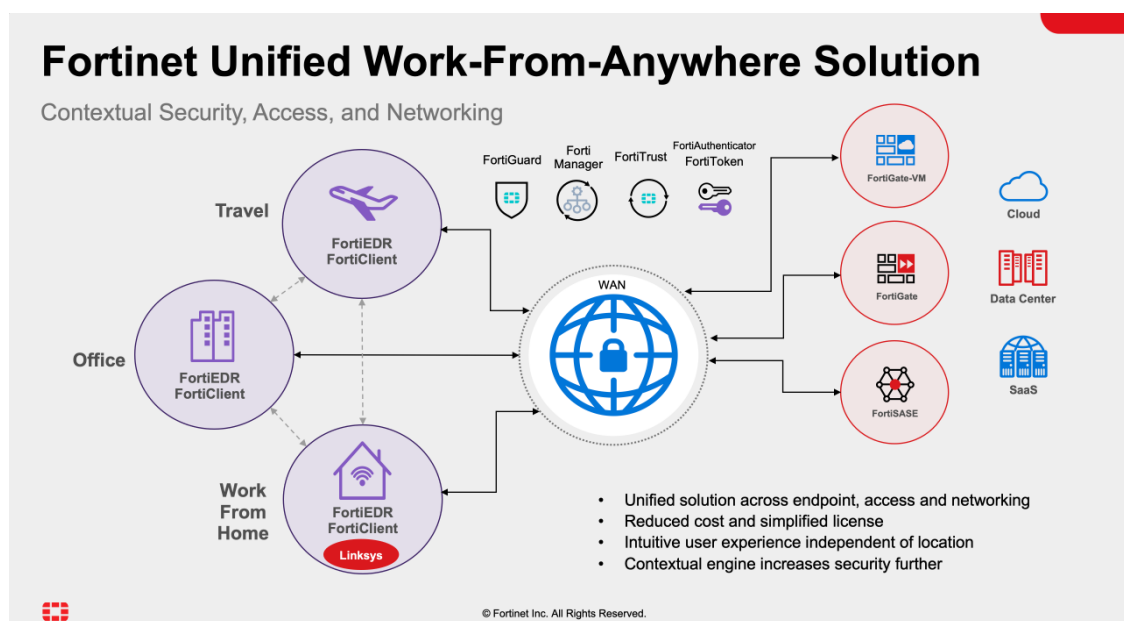 Fortinet Unified Work-From-Anywhere Solution
Contextual Security, Access, and Networking
FortiGuard
Forti
Manager
FortiTrust
FortiAuthenticator
FortiToken
Travel
FortiEDR
FortiClient
Office
FortiEDR
FortiClient
Work
From
Home
FortiEDR
FortiClient
Linksys
WAN
FortiGate-VM
FortiGate
FortiSASE
Cloud
Data Center
SaaS
• Unified solution across endpoint, access and networking
• Reduced cost and simplified license
• Intuitive user experience independent of location
• Contextual engine increases security further
© Fortinet Inc. All Rights Reserved.